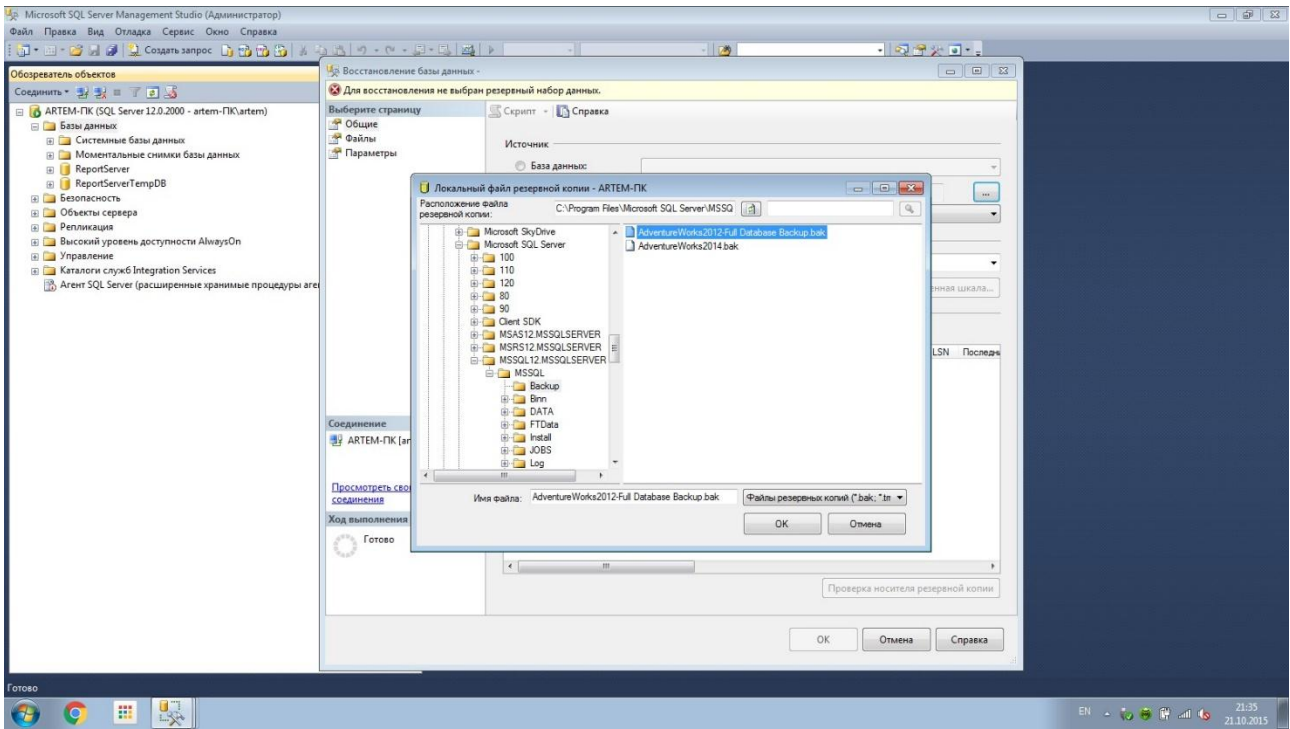 Microsoft SQL Server Management Studio (Администратор)
Файл Правка Вид Отладка Сервис Окно Справка
Создать запрос
Обозреватель объектов
Соединить
ARTEM-ПК (SQL Server 12.0.2000 - artem-ПК\artem)
Базы данных
Системные базы данных
Моментальные снимки базы данных
ReportServer
ReportServerTempDB
Безопасность
Объекты сервера
Репликация
Высокий уровень доступности AlwaysOn
Управление
Каталоги служб Integration Services
Агент SQL Server (расширенные хранимые процедуры аген
Восстановление базы данных -
Для восстановления не выбран резервный набор данных.
Выберите страницу
Общие
Файлы
Параметры
Скрипт
Справка
Источник
База данных:
...
нная шкала...
LSN Последня
Соединение
ARTEM-ПК [ar
Просмотреть сво
соединения
Ход выполнения
Готово
Проверка носителя резервной копии
ОК
Отмена
Справка
Локальный файл резервной копии - ARTEM-ПК
Расположение файла
резервной копии:
C:\Program Files\Microsoft SQL Server\MSSQ
Microsoft SkyDrive
Microsoft SQL Server
100
110
120
80
90
Client SDK
MSAS12.MSSQLSERVER
MSRS12.MSSQLSERVER
MSSQL12.MSSQLSERVER
MSSQL
Backup
Binn
DATA
FTData
Install
JOBS
Log
AdventureWorks2012-Full Database Backup.bak
AdventureWorks2014.bak
Имя файла:
AdventureWorks2012-Full Database Backup.bak
Файлы резервных копий (*.bak; *.trn
ОК
Отмена
Готово
EN
21:35
21.10.2015